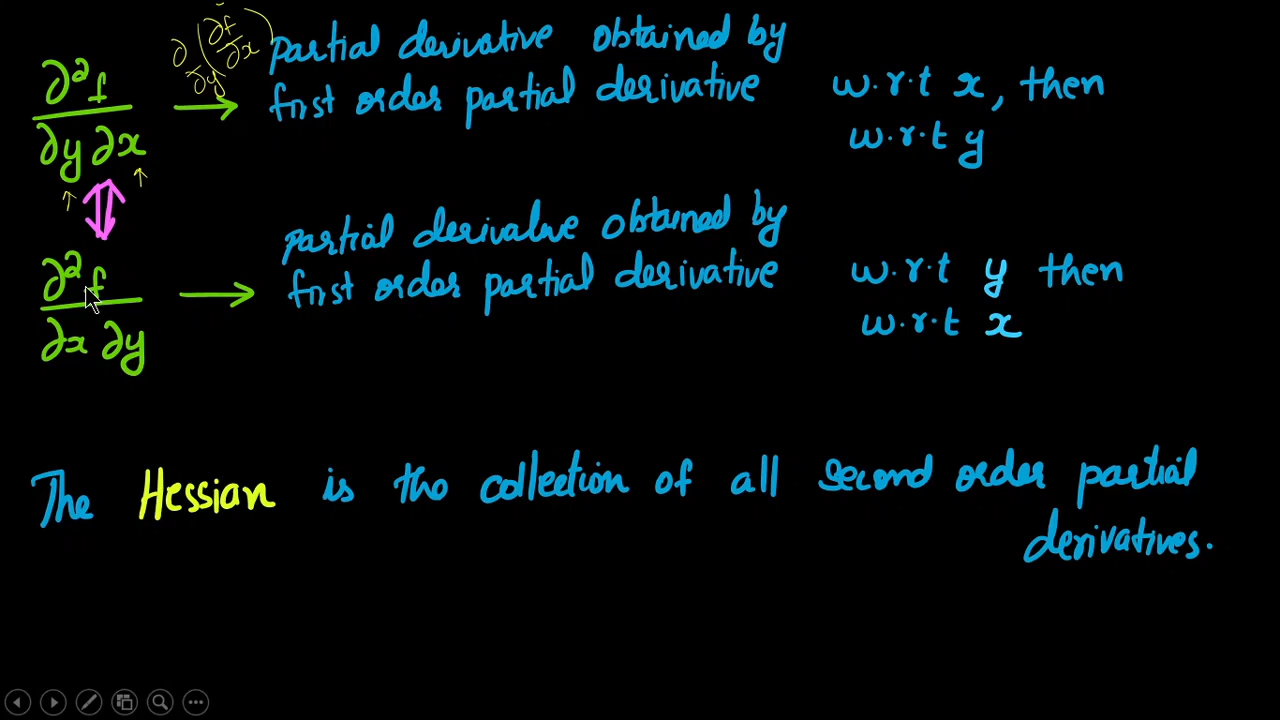 ∂/∂y (∂f/∂x)
∂²f/∂y ∂x → partial derivative obtained by
first order partial derivative w.r.t x, then
w.r.t y
∂²f/∂x ∂y → partial derivative obtained by
first order partial derivative w.r.t y then
w.r.t x
The Hessian is the collection of all second order partial
derivatives.